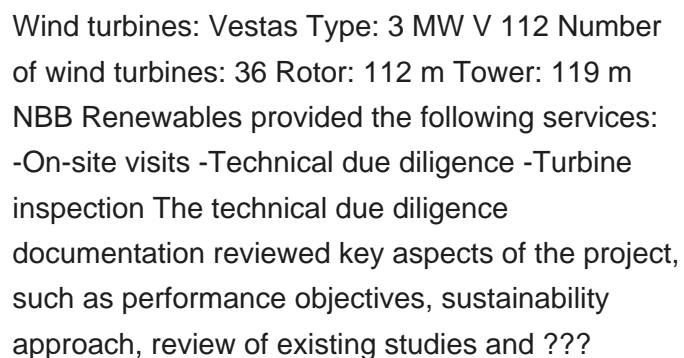 Wind turbines: Vestas Type: 3 MW V 112 Number
of wind turbines: 36 Rotor: 112 m Tower: 119 m
NBB Renewables provided the following services:
-On-site visits -Technical due diligence -Turbine
inspection The technical due diligence
documentation reviewed key aspects of the project,
such as performance objectives, sustainability
approach, review of existing studies and ???